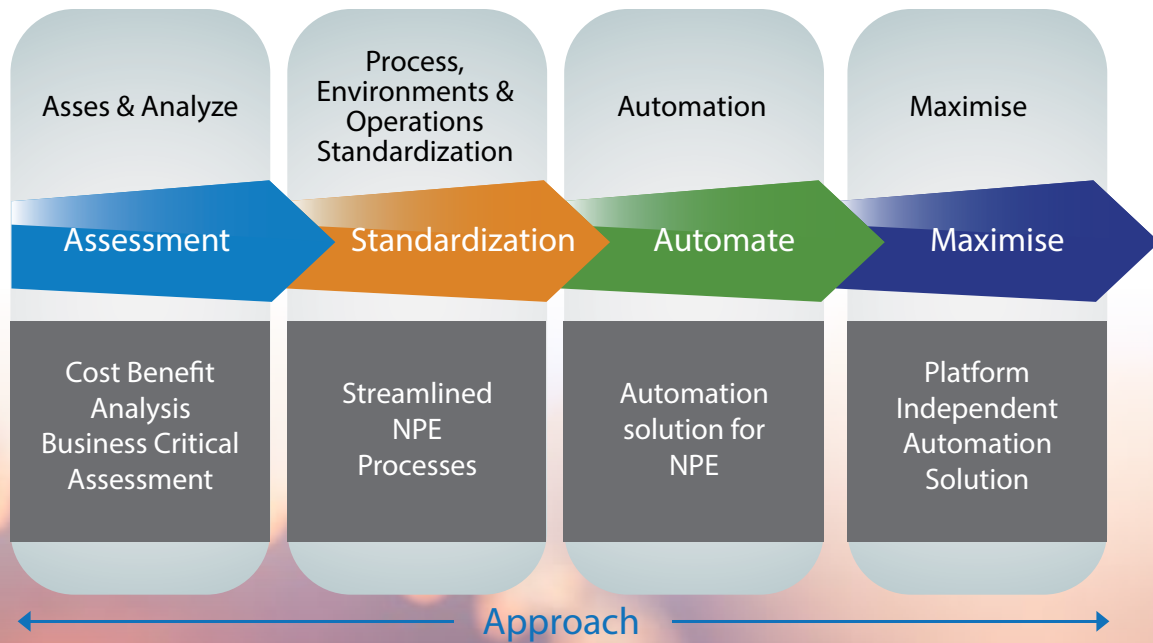 Asses & Analyze
Process,
Environments &
Operations
Standardization
Automation
Maximise
Assessment
Standardization
Automate
Maximise
Cost Benefit
Analysis
Business Critical
Assessment
Streamlined
NPE
Processes
Automation
solution for
NPE
Platform
Independent
Automation
Solution
Approach